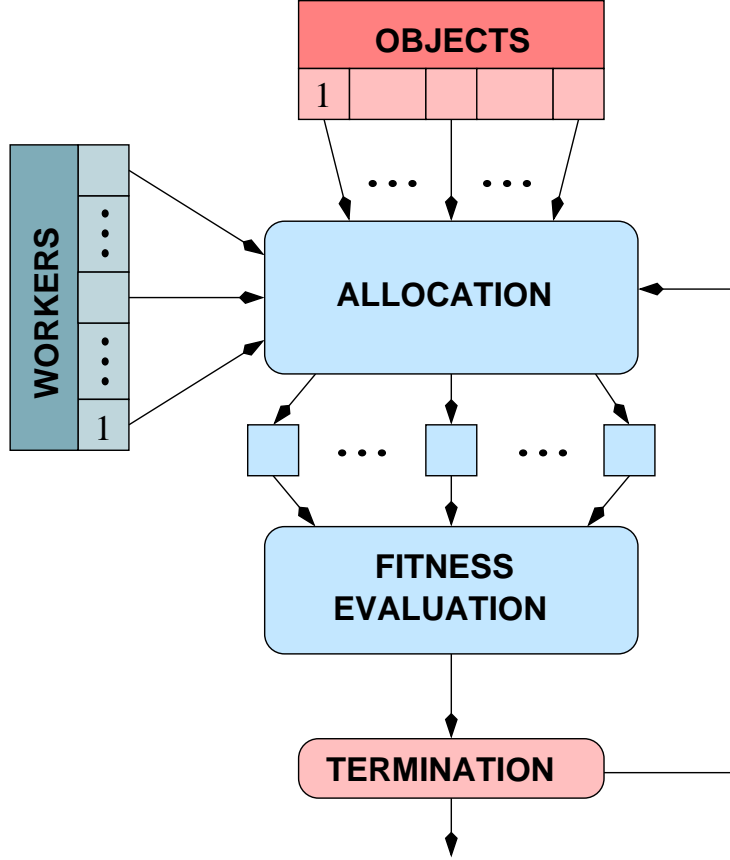 OBJECTS
1
WORKERS
1
ALLOCATION
FITNESS
EVALUATION
TERMINATION